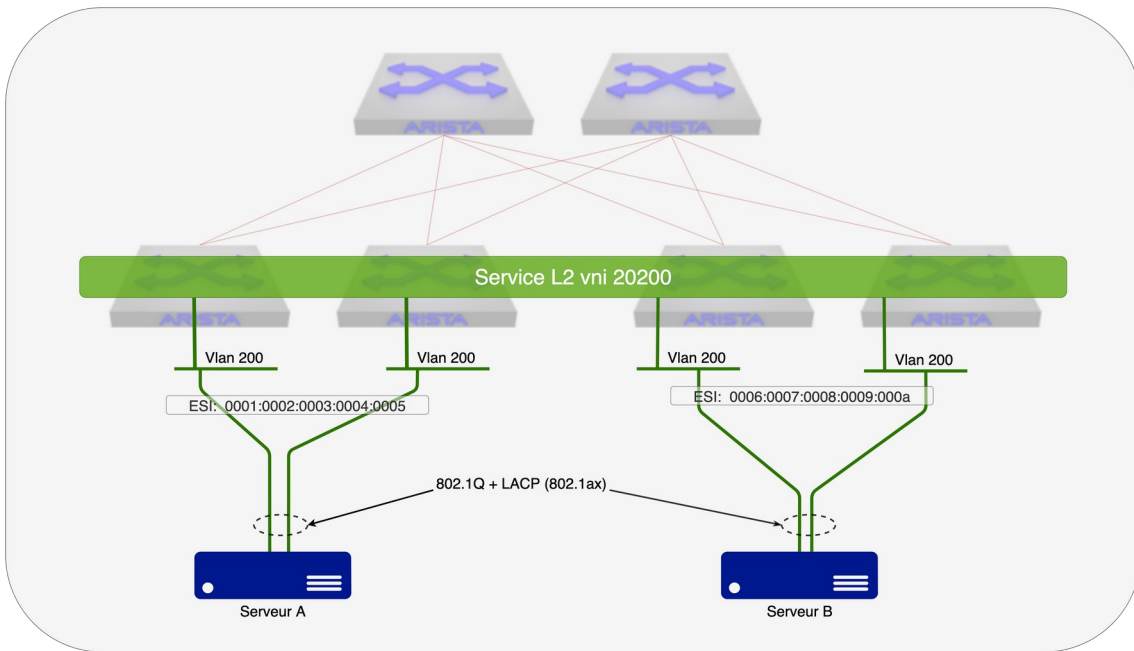 ARISTA
ARISTA
Service L2 vni 20200
ARISTA
ARISTA
ARISTA
ARISTA
Vlan 200
Vlan 200
Vlan 200
Vlan 200
ESI: 0001:0002:0003:0004:0005
ESI: 0006:0007:0008:0009:000a
802.1Q + LACP (802.1ax)
Serveur A
Serveur B